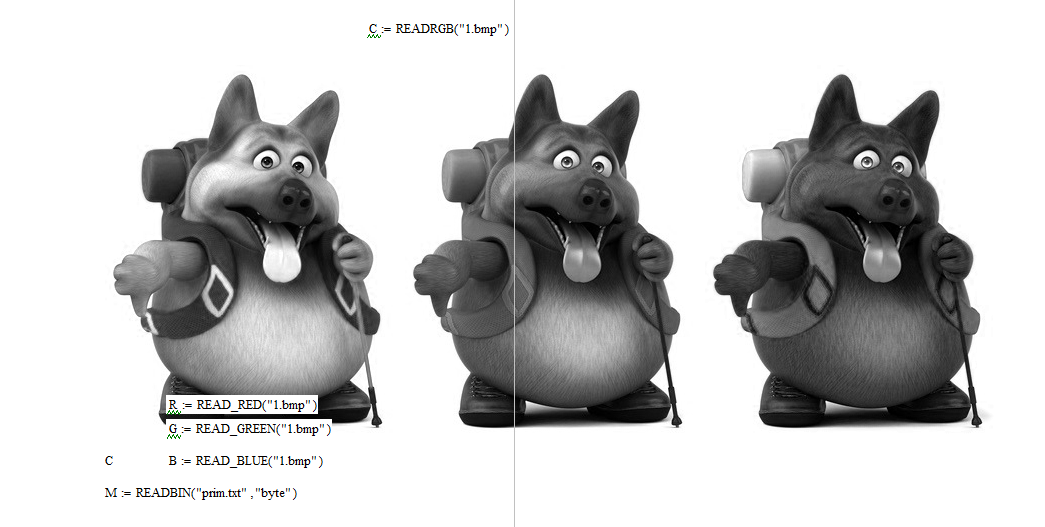 C := READRGB("1.bmp")
R := READ_RED("1.bmp")
G := READ_GREEN("1.bmp")
C B := READ_BLUE("1.bmp")
M := READBIN("prim.txt" ,"byte")